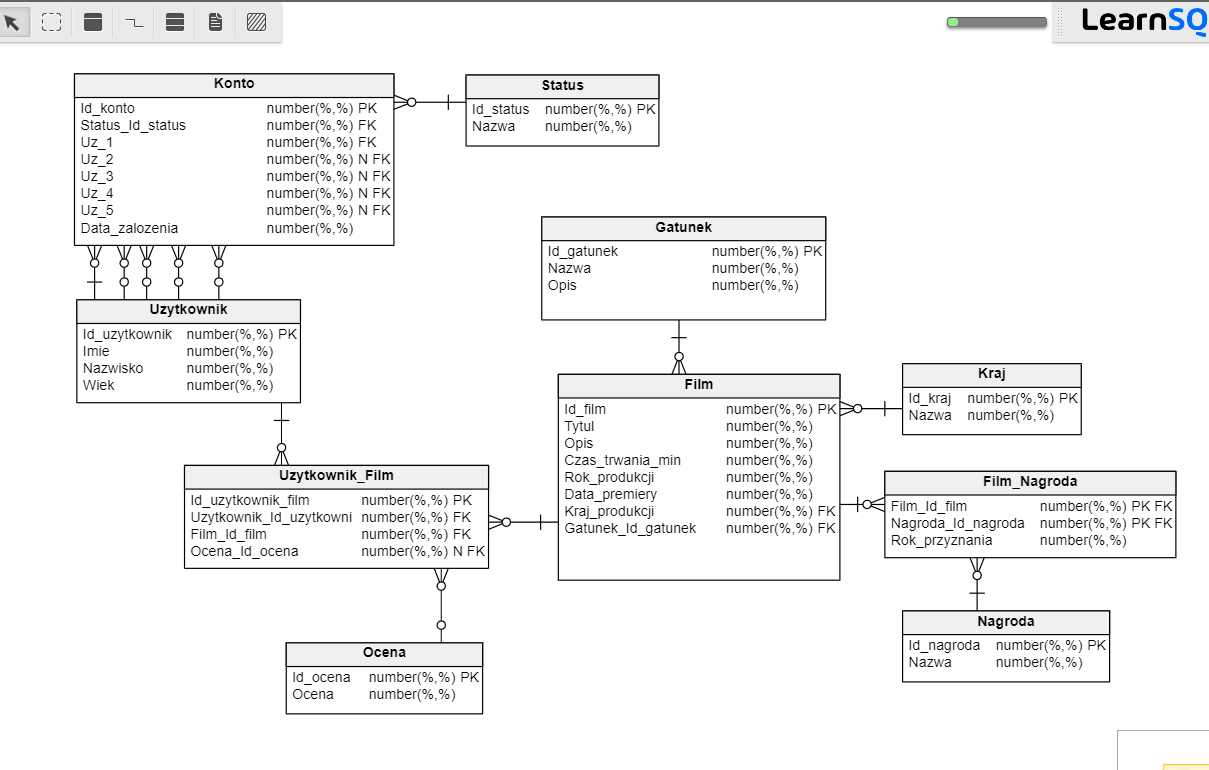 LearnSQ
Konto
Id_konto number(%,%) PK
Status_Id_status number(%,%) FK
Uz_1 number(%,%) FK
Uz_2 number(%,%) N FK
Uz_3 number(%,%) N FK
Uz_4 number(%,%) N FK
Uz_5 number(%,%) N FK
Data_zalozenia number(%,%)
Status
Id_status number(%,%) PK
Nazwa number(%,%)
Gatunek
Id_gatunek number(%,%) PK
Nazwa number(%,%)
Opis number(%,%)
Uzytkownik
Id_uzytkownik number(%,%) PK
Imie number(%,%)
Nazwisko number(%,%)
Wiek number(%,%)
Film
Id_film number(%,%) PK
Tytul number(%,%)
Opis number(%,%)
Czas_trwania_min number(%,%)
Rok_produkcji number(%,%)
Data_premiery number(%,%)
Kraj_produkcji number(%,%) FK
Gatunek_Id_gatunek number(%,%) FK
Kraj
Id_kraj number(%,%) PK
Nazwa number(%,%)
Uzytkownik_Film
Id_uzytkownik_film number(%,%) PK
Uzytkownik_Id_uzytkowni number(%,%) FK
Film_Id_film number(%,%) FK
Ocena_Id_ocena number(%,%) N FK
Film_Nagroda
Film_Id_film number(%,%) PK FK
Nagroda_Id_nagroda number(%,%) PK FK
Rok_przyznania number(%,%)
Nagroda
Id_nagroda number(%,%) PK
Nazwa number(%,%)
Ocena
Id_ocena number(%,%) PK
Ocena number(%,%)